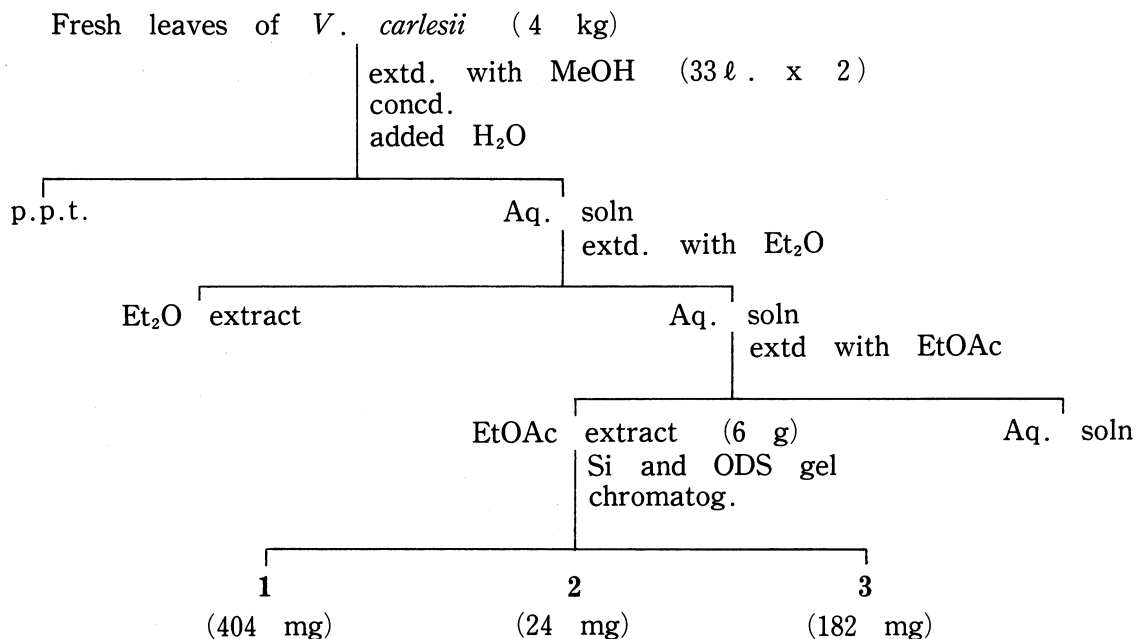 Fresh leaves of V. carlesii (4 kg)
extd. with MeOH (33ℓ. x 2)
concd.
added H₂O
p.p.t. Aq. soln
extd. with Et₂O
Et₂O extract Aq. soln
extd with EtOAc
EtOAc extract (6 g) Aq. soln
Si and ODS gel
chromatog.
1 2 3
(404 mg) (24 mg) (182 mg)